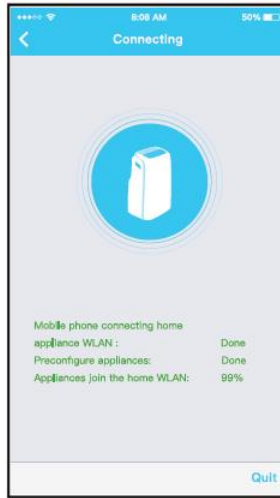 8:08 AM
50%
Connecting
Mobile phone connecting home
appliance WLAN : Done
Preconfigure appliances: Done
Appliances join the home WLAN: 99%
Quit